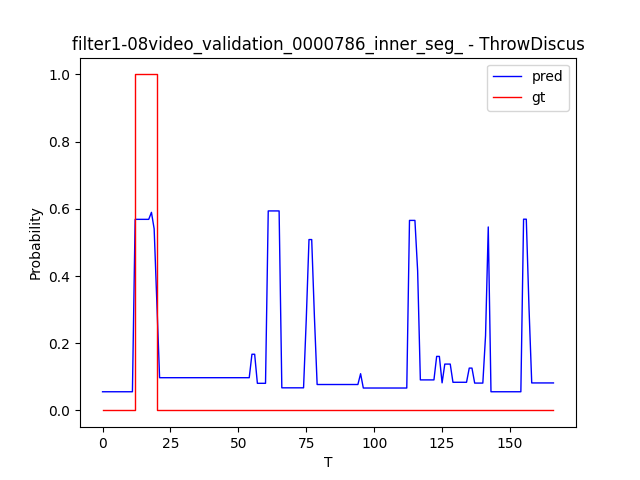 filter1-08video_validation_0000786_inner_seg_ - ThrowDiscus
pred
gt
1.0
0.8
0.6
0.4
0.2
0.0
Probability
0
25
50
75
100
125
150
T